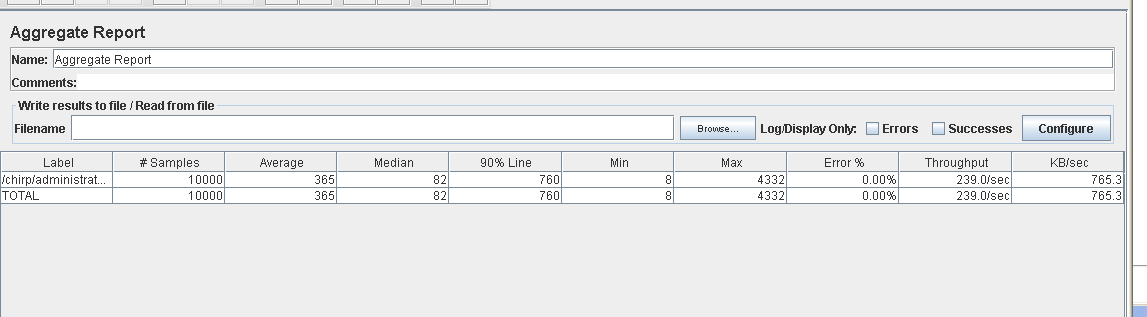 Aggregate Report
Name: Aggregate Report
Comments:
Write results to file / Read from file
Filename Browse... Log/Display Only: Errors Successes Configure
Label # Samples Average Median 90% Line Min Max Error % Throughput KB/sec
/chirp/administrat... 10000 365 82 760 8 4332 0.00% 239.0/sec 765.3
TOTAL 10000 365 82 760 8 4332 0.00% 239.0/sec 765.3